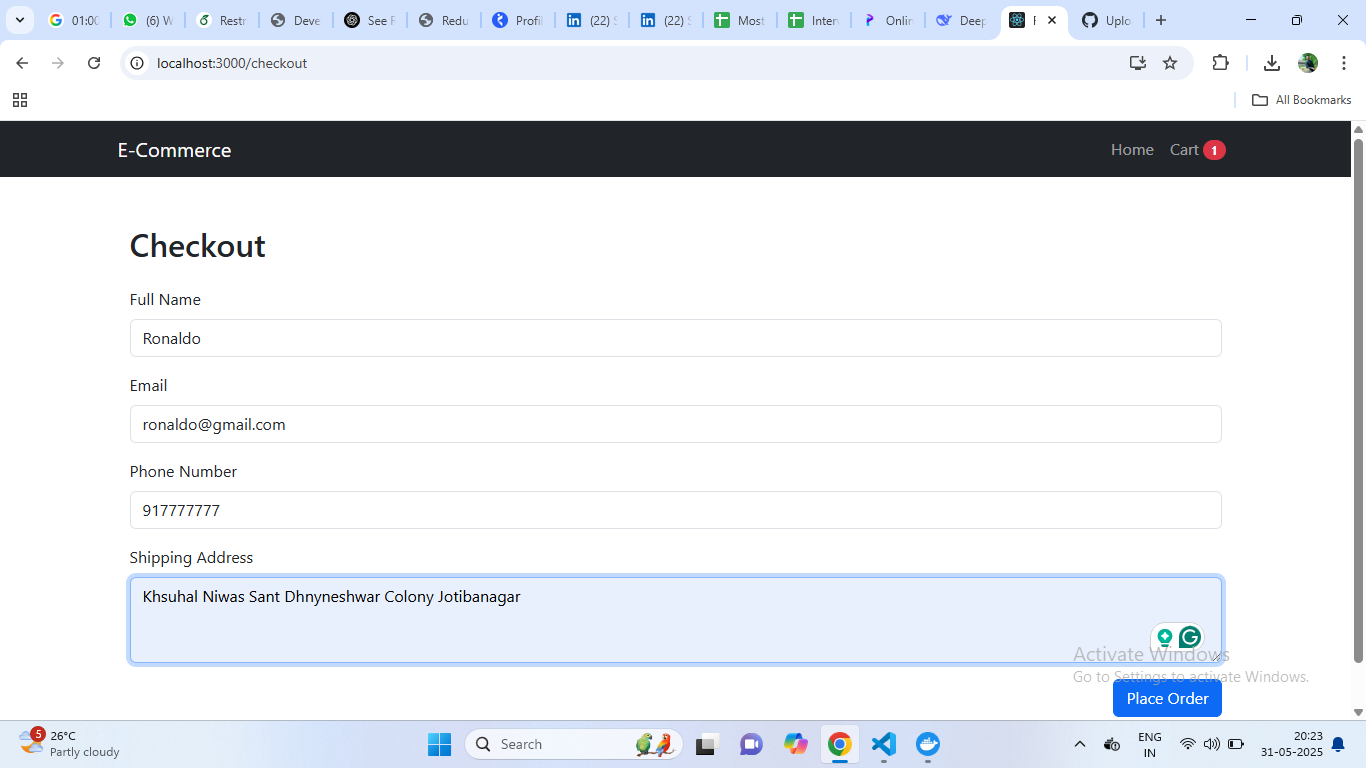 01:00
(6) W
Restr
Deve
See F
Redu
Profil
(22) S
(22) S
Most
Inter
Onlin
Deep
Uplo
localhost:3000/checkout
All Bookmarks
E-Commerce
Home Cart 1
Checkout
Full Name
Ronaldo
Email
ronaldo@gmail.com
Phone Number
917777777
Shipping Address
Khsuhal Niwas Sant Dhnyneshwar Colony Jotibanagar
Activate Windows
Go to Settings to activate Windows.
Place Order
5
26°C
Partly cloudy
Search
ENG
IN
20:23
31-05-2025